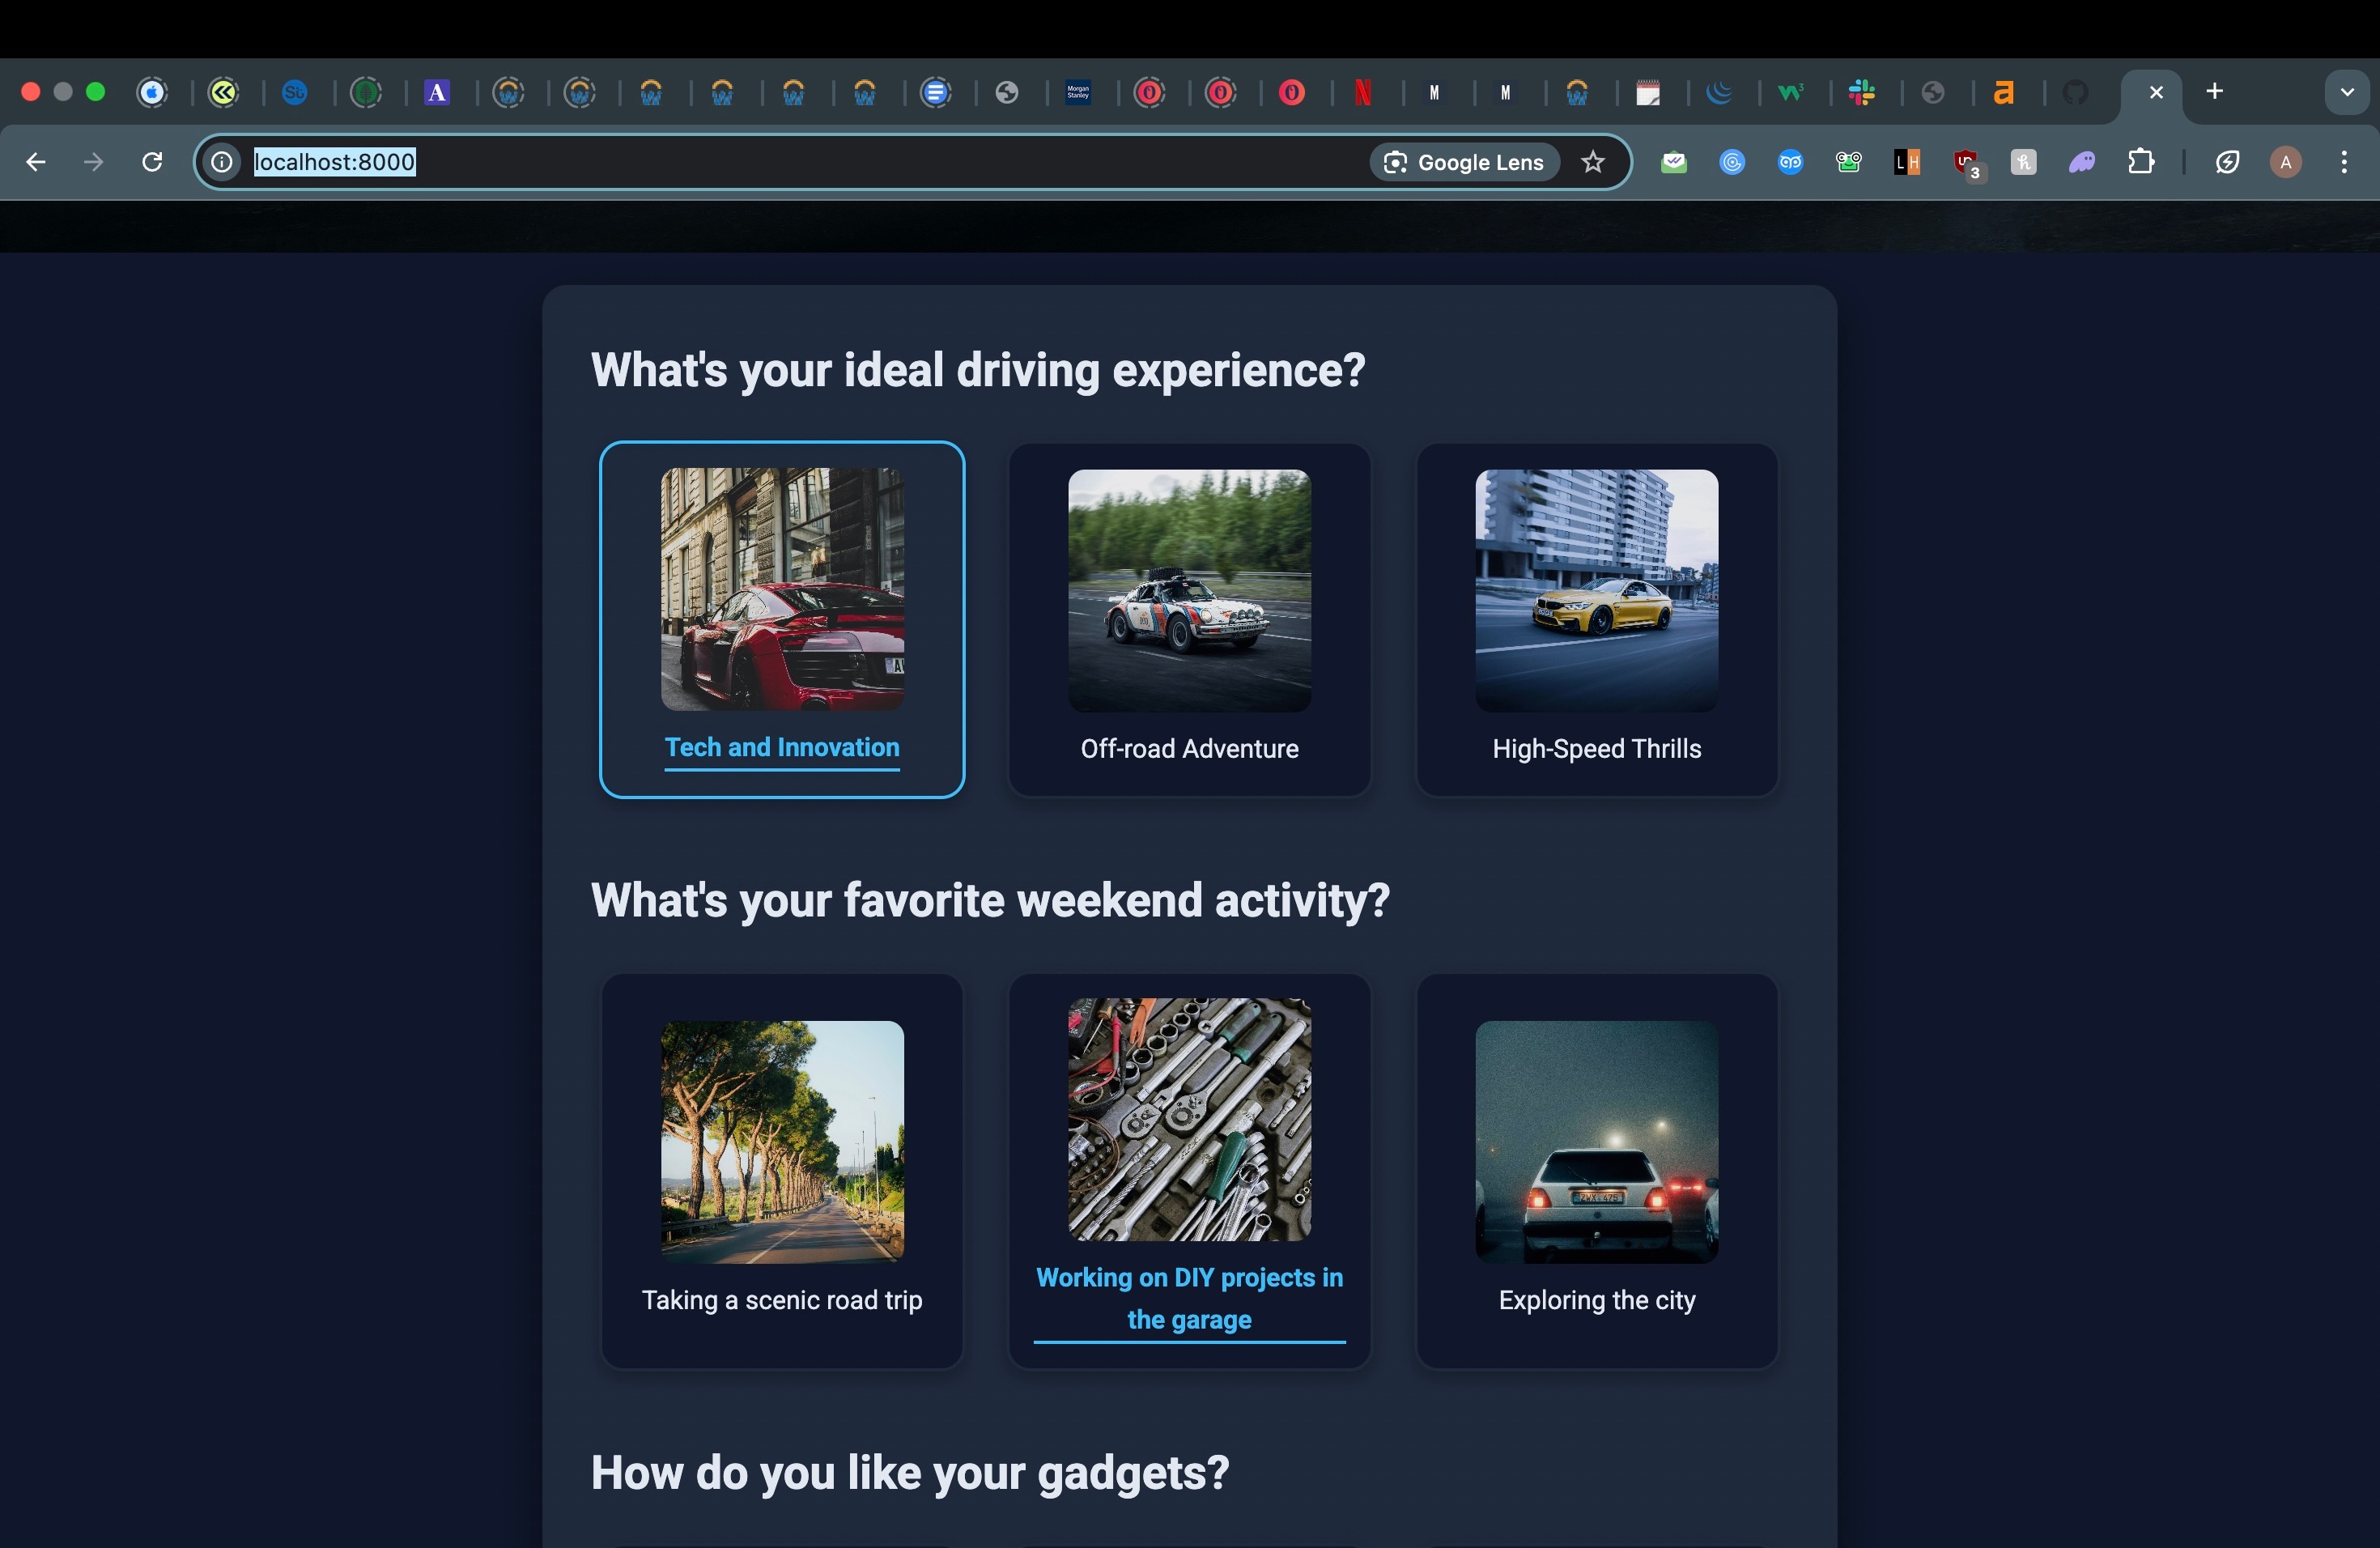 localhost:8000
Google Lens
3
A
What's your ideal driving experience?
Tech and Innovation
Off-road Adventure
High-Speed Thrills
What's your favorite weekend activity?
Taking a scenic road trip
Working on DIY projects in
the garage
Exploring the city
How do you like your gadgets?